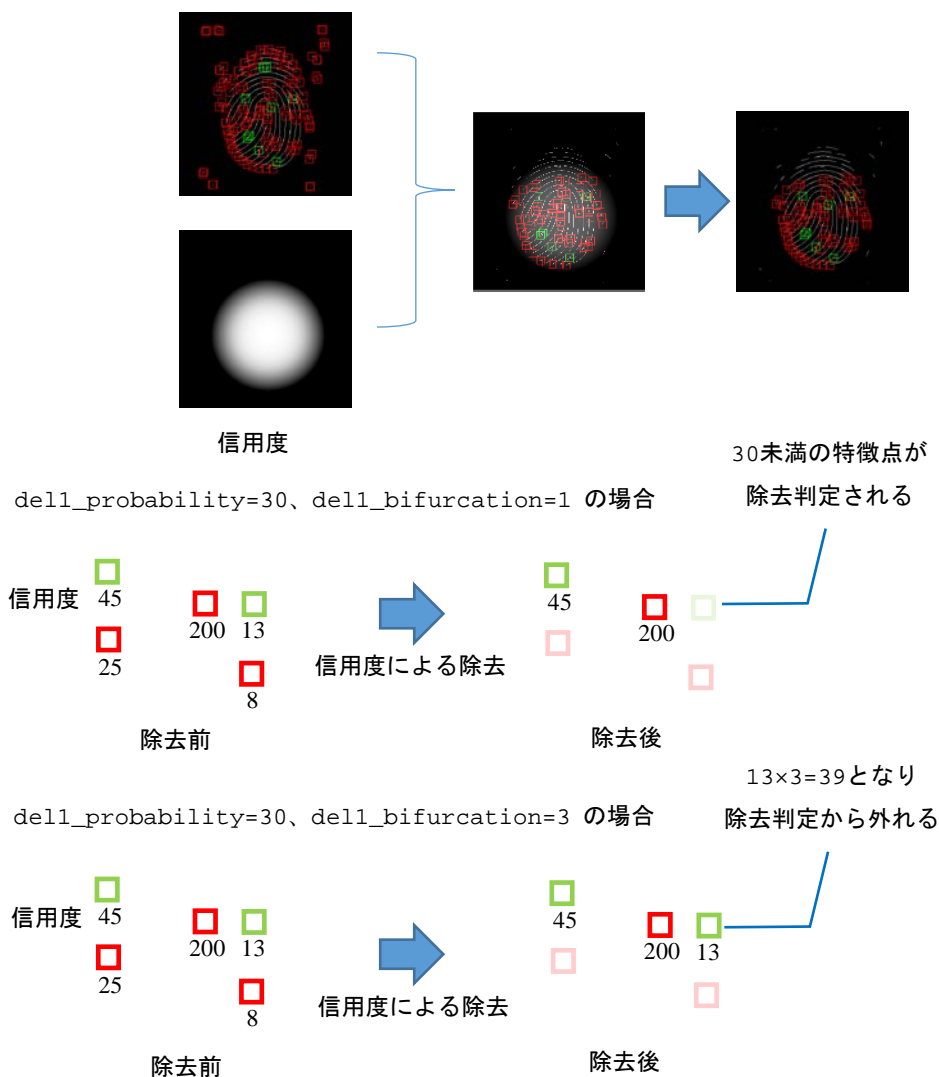 信用度
30未満の特徴点が
除去判定される
del1_probability=30、del1_bifurcation=1 の場合
信用度
45
200
13
25
8
信用度による除去
45
200
除去前
除去後
13×3=39となり
除去判定から外れる
del1_probability=30、del1_bifurcation=3 の場合
信用度
45
200
13
25
8
信用度による除去
45
200
13
除去前
除去後